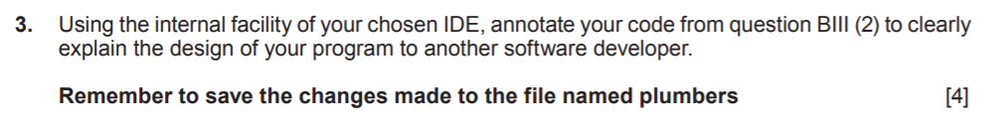 3. Using the internal facility of your chosen IDE, annotate your code from question BIII (2) to clearly
explain the design of your program to another software developer.
Remember to save the changes made to the file named plumbers [4]